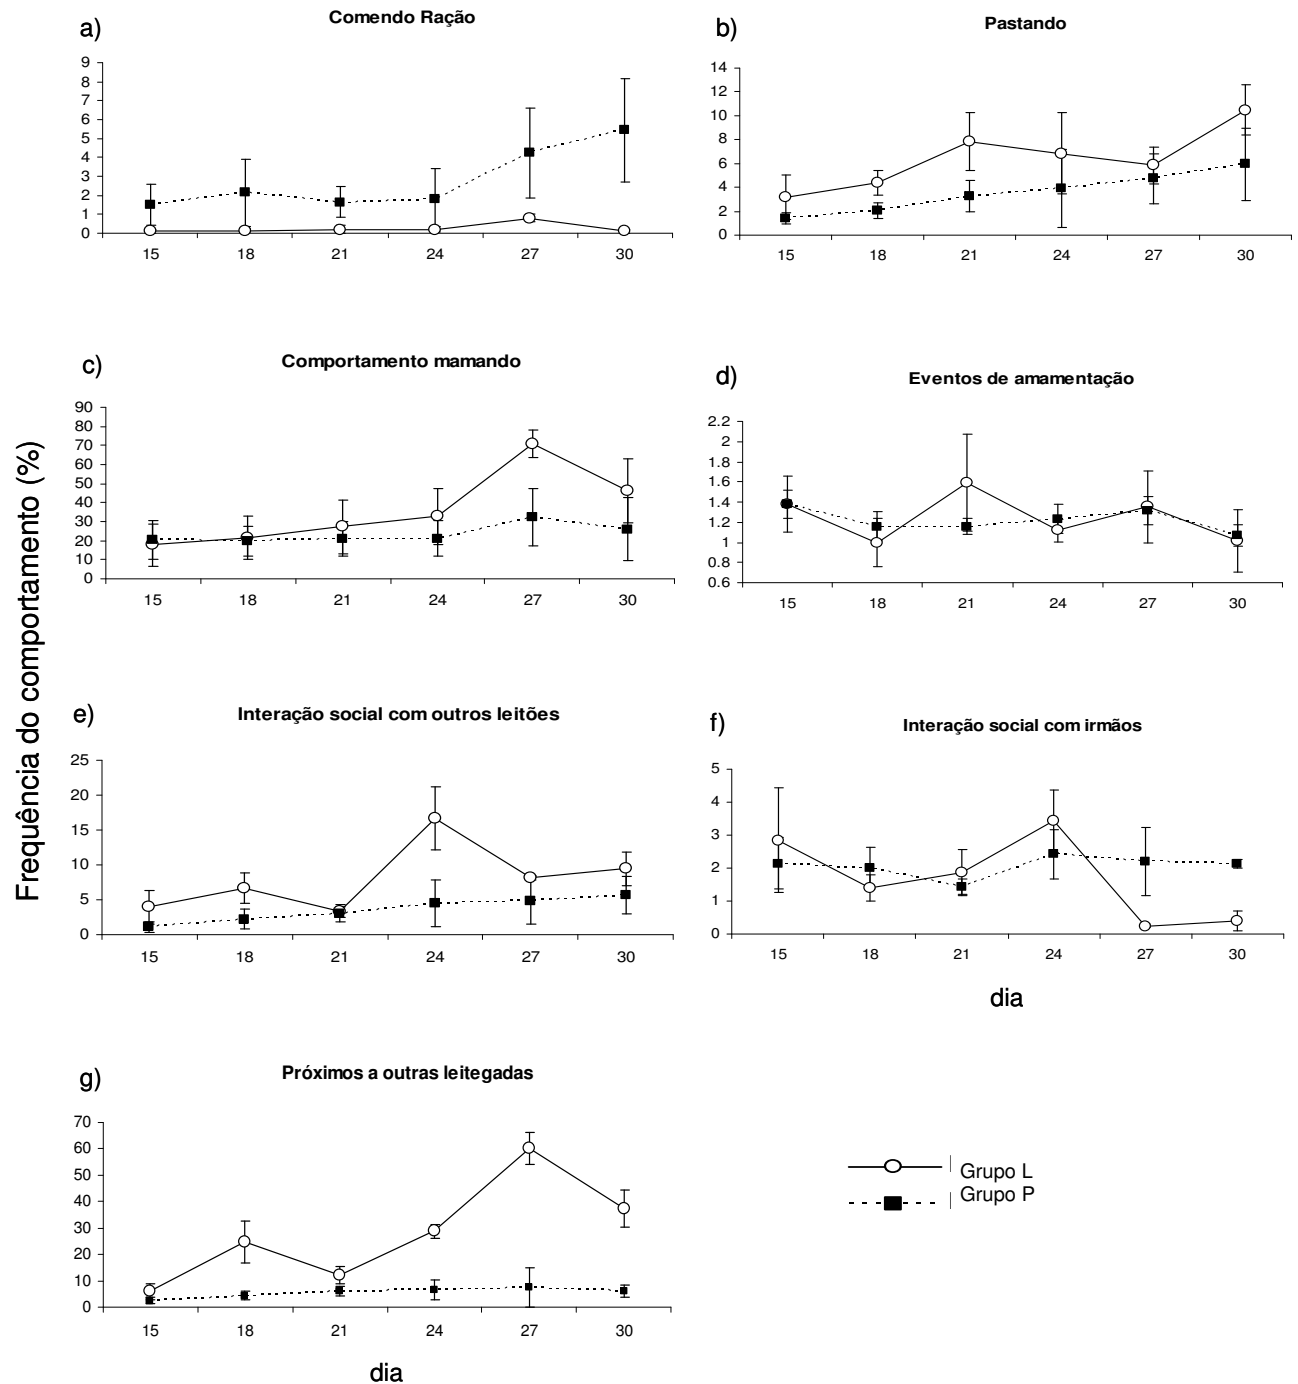 a)
Comendo Ração
9
8
7
6
5
4
3
2
1
0
15 18 21 24 27 30
b)
Pastando
14
12
10
8
6
4
2
0
15 18 21 24 27 30
Frequência do comportamento (%)
c)
Comportamento mamando
90
80
70
60
50
40
30
20
10
0
15 18 21 24 27 30
d)
Eventos de amamentação
2.2
2
1.8
1.6
1.4
1.2
1
0.8
0.6
15 18 21 24 27 30
e)
Interação social com outros leitões
25
20
15
10
5
0
15 18 21 24 27 30
f)
Interação social com irmãos
5
4
3
2
1
0
15 18 21 24 27 30
dia
g)
Próximos a outras leitegadas
70
60
50
40
30
20
10
0
15 18 21 24 27 30
dia
Grupo L
Grupo P